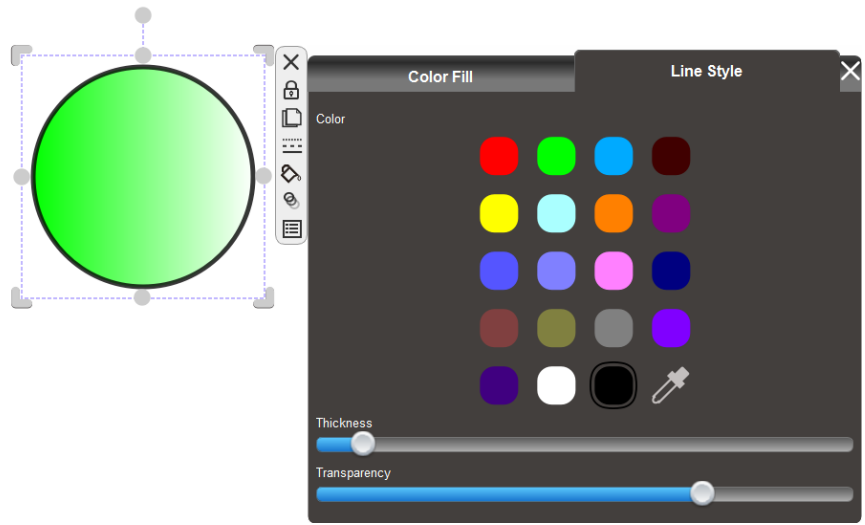 Color Fill
Line Style
Color
Thickness
Transparency